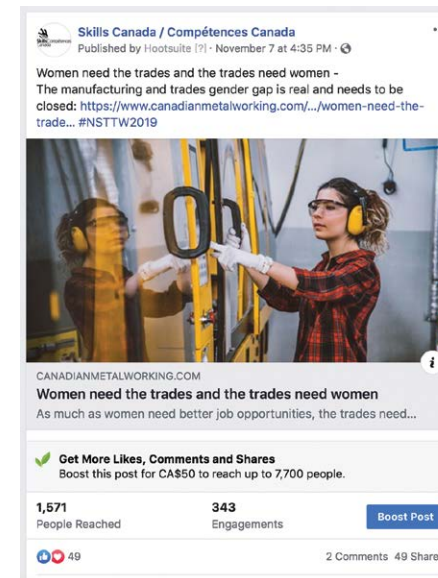 Skills Canada / Compétences Canada
Published by Hootsuite [?] · November 7 at 4:35 PM ·
Women need the trades and the trades need women -
The manufacturing and trades gender gap is real and needs to be
closed: https://www.canadianmetalworking.com/.../women-need-the-
trade... #NSTTW2019
CANADIANMETALWORKING.COM
Women need the trades and the trades need women
As much as women need better job opportunities, the trades need...
Get More Likes, Comments and Shares
Boost this post for CA$50 to reach up to 7,700 people.
1,571 343
People Reached Engagements Boost Post
49 2 Comments 49 Share